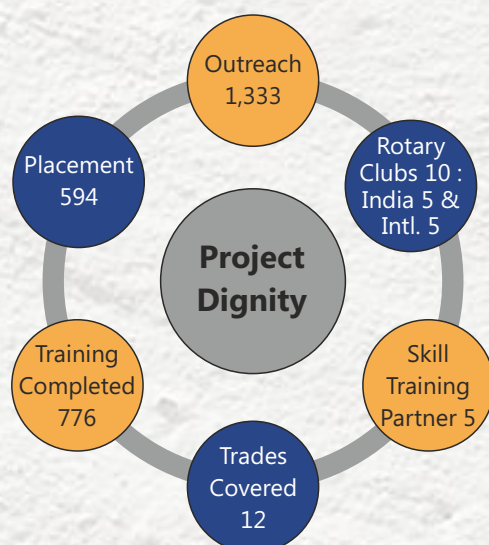 Outreach
1,333
Rotary
Clubs 10 :
India 5 &
Intl. 5
Skill
Training
Partner 5
Trades
Covered
12
Training
Completed
776
Placement
594
Project
Dignity